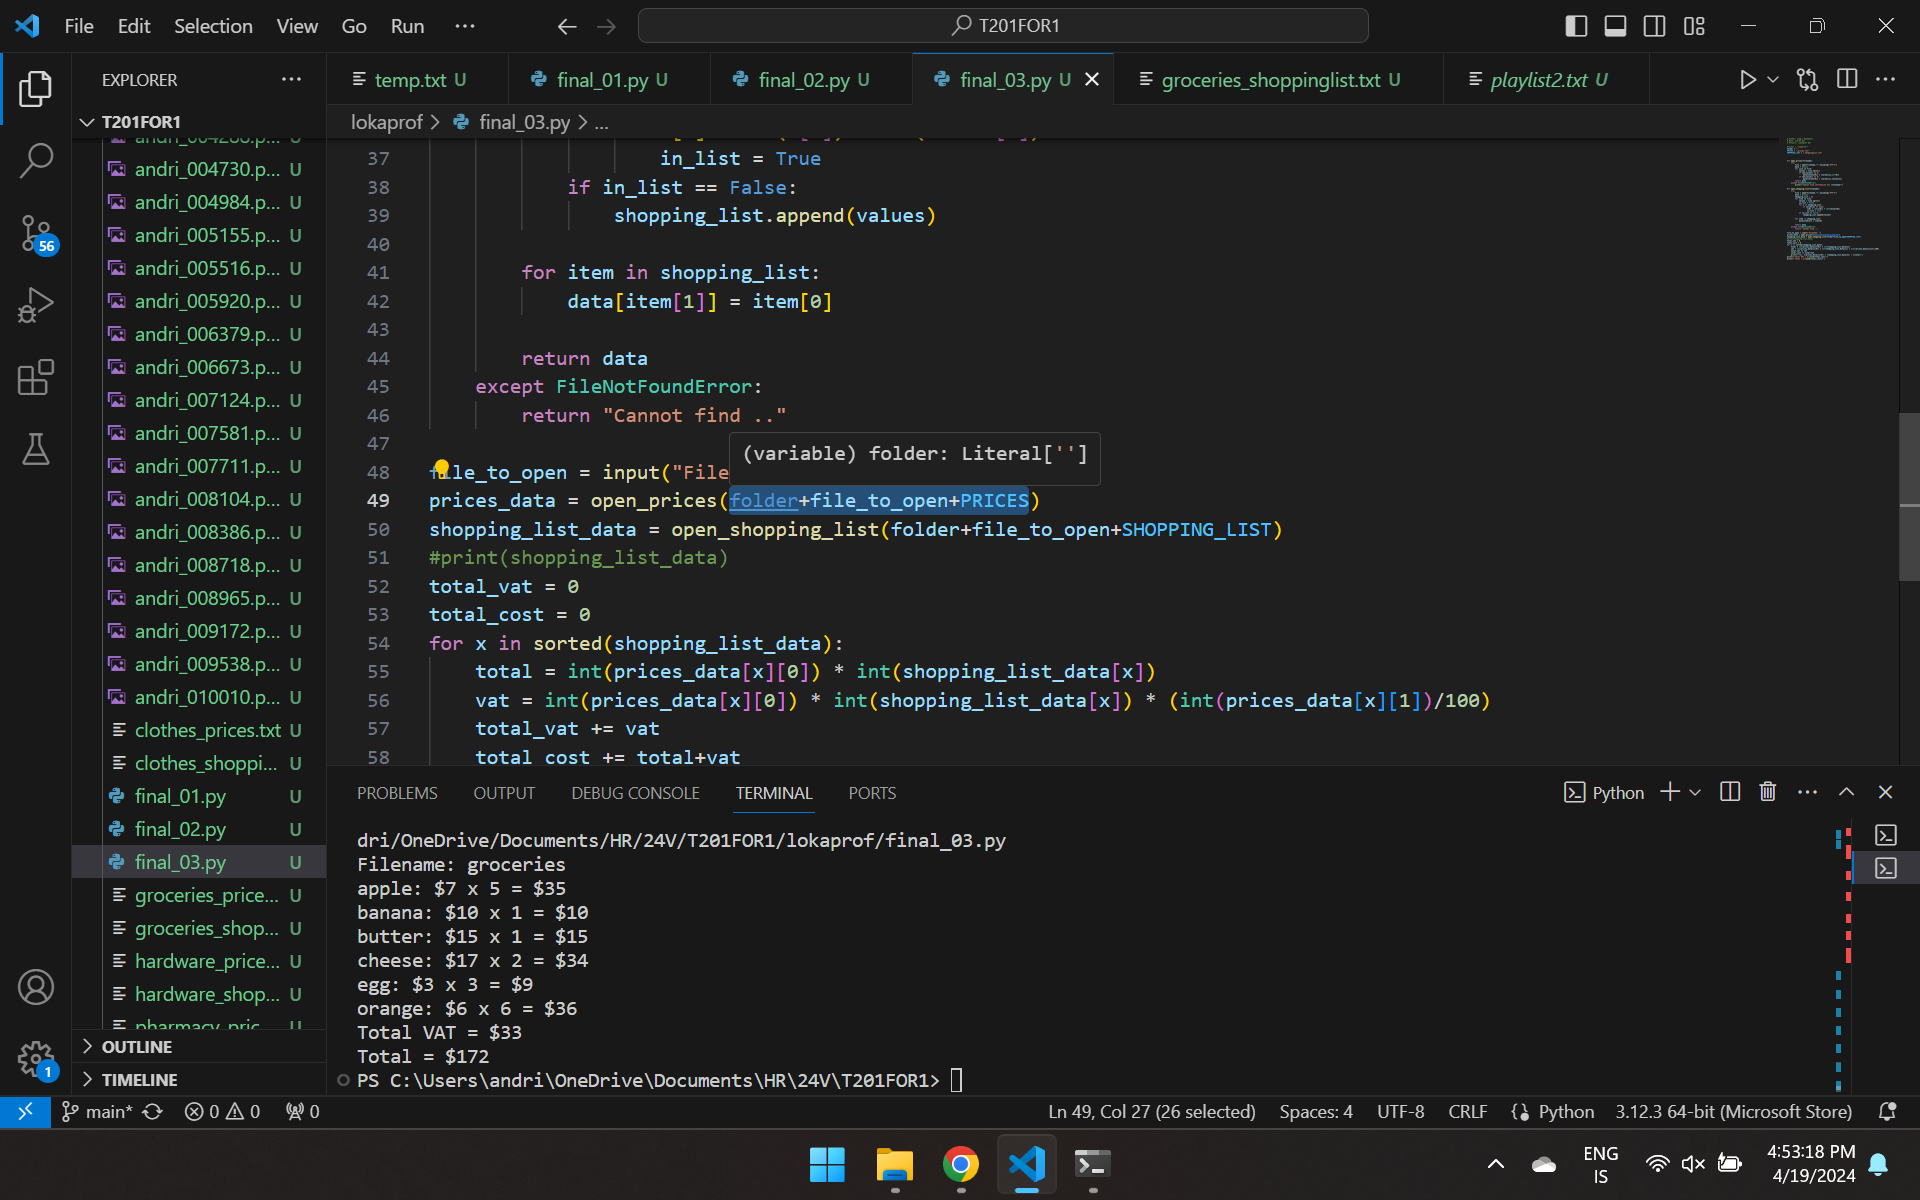 File Edit Selection View Go Run ··· T201FOR1
EXPLORER ···
temp.txt U final_01.py U final_02.py U final_03.py U groceries_shoppinglist.txt U playlist2.txt U
T201FOR1
lokaprof > final_03.py > ...
andri_004288.p... U
andri_004730.p... U
andri_004984.p... U
andri_005155.p... U
andri_005516.p... U
andri_005920.p... U
andri_006379.p... U
andri_006673.p... U
andri_007124.p... U
andri_007581.p... U
andri_007711.p... U
andri_008104.p... U
andri_008386.p... U
andri_008718.p... U
andri_008965.p... U
andri_009172.p... U
andri_009538.p... U
andri_010010.p... U
clothes_prices.txt U
clothes_shoppi... U
final_01.py U
final_02.py U
final_03.py U
groceries_price... U
groceries_shop... U
hardware_price... U
hardware_shop... U
pharmacy_pric... U
OUTLINE
TIMELINE
56
1
37 in_list = True
38 if in_list == False:
39 shopping_list.append(values)
40
41 for item in shopping_list:
42 data[item[1]] = item[0]
43
44 return data
45 except FileNotFoundError:
46 return "Cannot find .."
47
(variable) folder: Literal['']
48 file_to_open = input("File
49 prices_data = open_prices(folder+file_to_open+PRICES)
50 shopping_list_data = open_shopping_list(folder+file_to_open+SHOPPING_LIST)
51 #print(shopping_list_data)
52 total_vat = 0
53 total_cost = 0
54 for x in sorted(shopping_list_data):
55 total = int(prices_data[x][0]) * int(shopping_list_data[x])
56 vat = int(prices_data[x][0]) * int(shopping_list_data[x]) * (int(prices_data[x][1])/100)
57 total_vat += vat
58 total_cost += total+vat
PROBLEMS OUTPUT DEBUG CONSOLE TERMINAL PORTS Python
dri/OneDrive/Documents/HR/24V/T201FOR1/lokaprof/final_03.py
Filename: groceries
apple: $7 x 5 = $35
banana: $10 x 1 = $10
butter: $15 x 1 = $15
cheese: $17 x 2 = $34
egg: $3 x 3 = $9
orange: $6 x 6 = $36
Total VAT = $33
Total = $172
PS C:\Users\andri\OneDrive\Documents\HR\24V\T201FOR1>
main* 0 0 0 Ln 49, Col 27 (26 selected) Spaces: 4 UTF-8 CRLF Python 3.12.3 64-bit (Microsoft Store)
ENG
IS
4:53:18 PM
4/19/2024